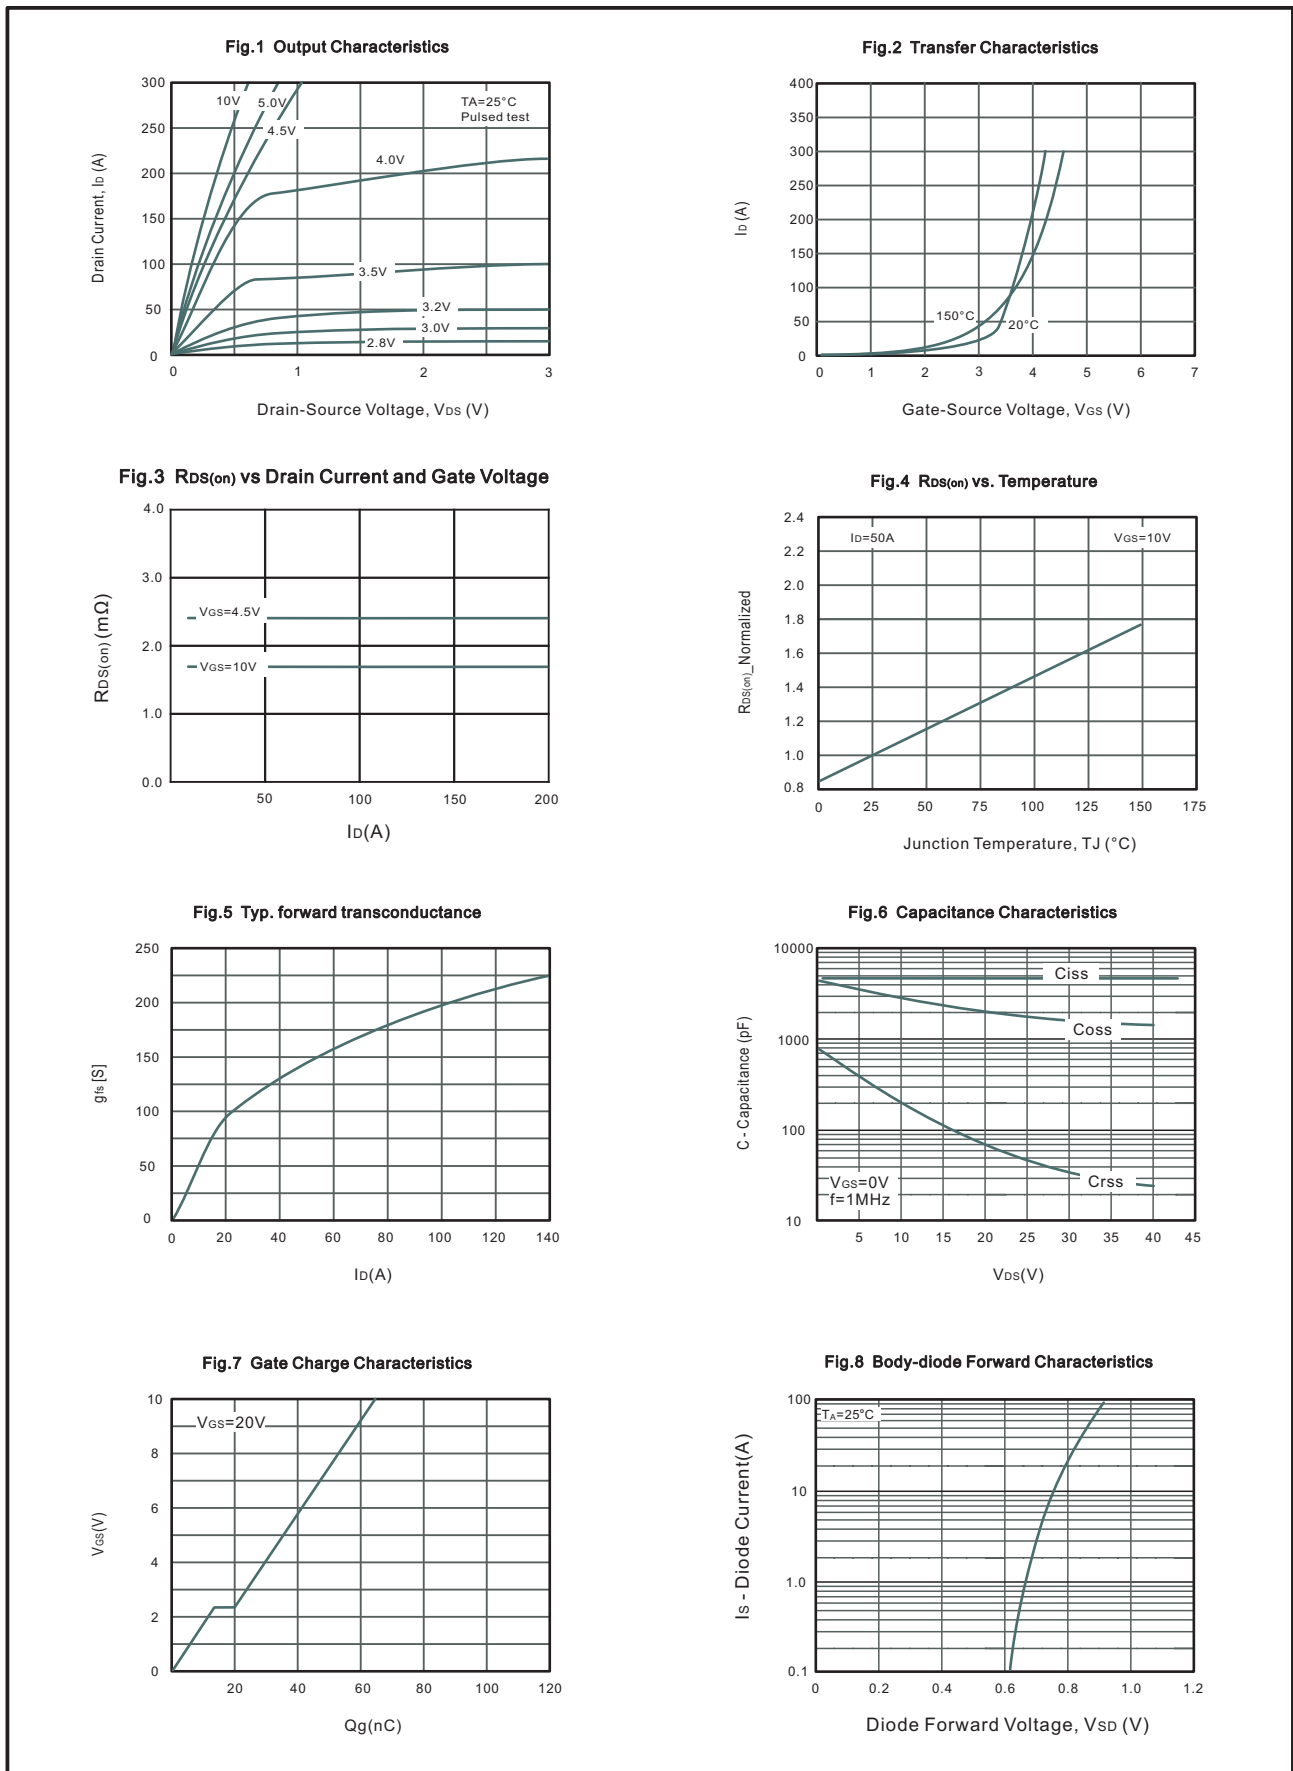 Fig.1 Output Characteristics
300
250
200
150
100
50
0
Drain Current, ID (A)
10V
5.0V
4.5V
TA=25°C
Pulsed test
4.0V
3.5V
3.2V
3.0V
2.8V
0 1 2 3
Drain-Source Voltage, VDS (V)
Fig.2 Transfer Characteristics
400
350
300
250
200
150
100
50
0
ID (A)
150°C
20°C
0 1 2 3 4 5 6 7
Gate-Source Voltage, VGS (V)
Fig.3 RDS(on) vs Drain Current and Gate Voltage
4.0
3.0
2.0
1.0
0.0
RDS(on) (mΩ)
VGS=4.5V
VGS=10V
50 100 150 200
ID(A)
Fig.4 RDS(on) vs. Temperature
2.4
2.2
2.0
1.8
1.6
1.4
1.2
1.0
0.8
RDS(on)_Normalized
ID=50A
VGS=10V
0 25 50 75 100 125 150 175
Junction Temperature, TJ (°C)
Fig.5 Typ. forward transconductance
250
200
150
100
50
0
gfs [S]
0 20 40 60 80 100 120 140
ID(A)
Fig.6 Capacitance Characteristics
10000
1000
100
10
C - Capacitance (pF)
Ciss
Coss
Crss
VGS=0V
f=1MHz
5 10 15 20 25 30 35 40 45
VDS(V)
Fig.7 Gate Charge Characteristics
10
8
6
4
2
0
VGS(V)
VGS=20V
20 40 60 80 100 120
Qg(nC)
Fig.8 Body-diode Forward Characteristics
100
10
1.0
0.1
IS - Diode Current(A)
TA=25°C
0 0.2 0.4 0.6 0.8 1.0 1.2
Diode Forward Voltage, VSD (V)